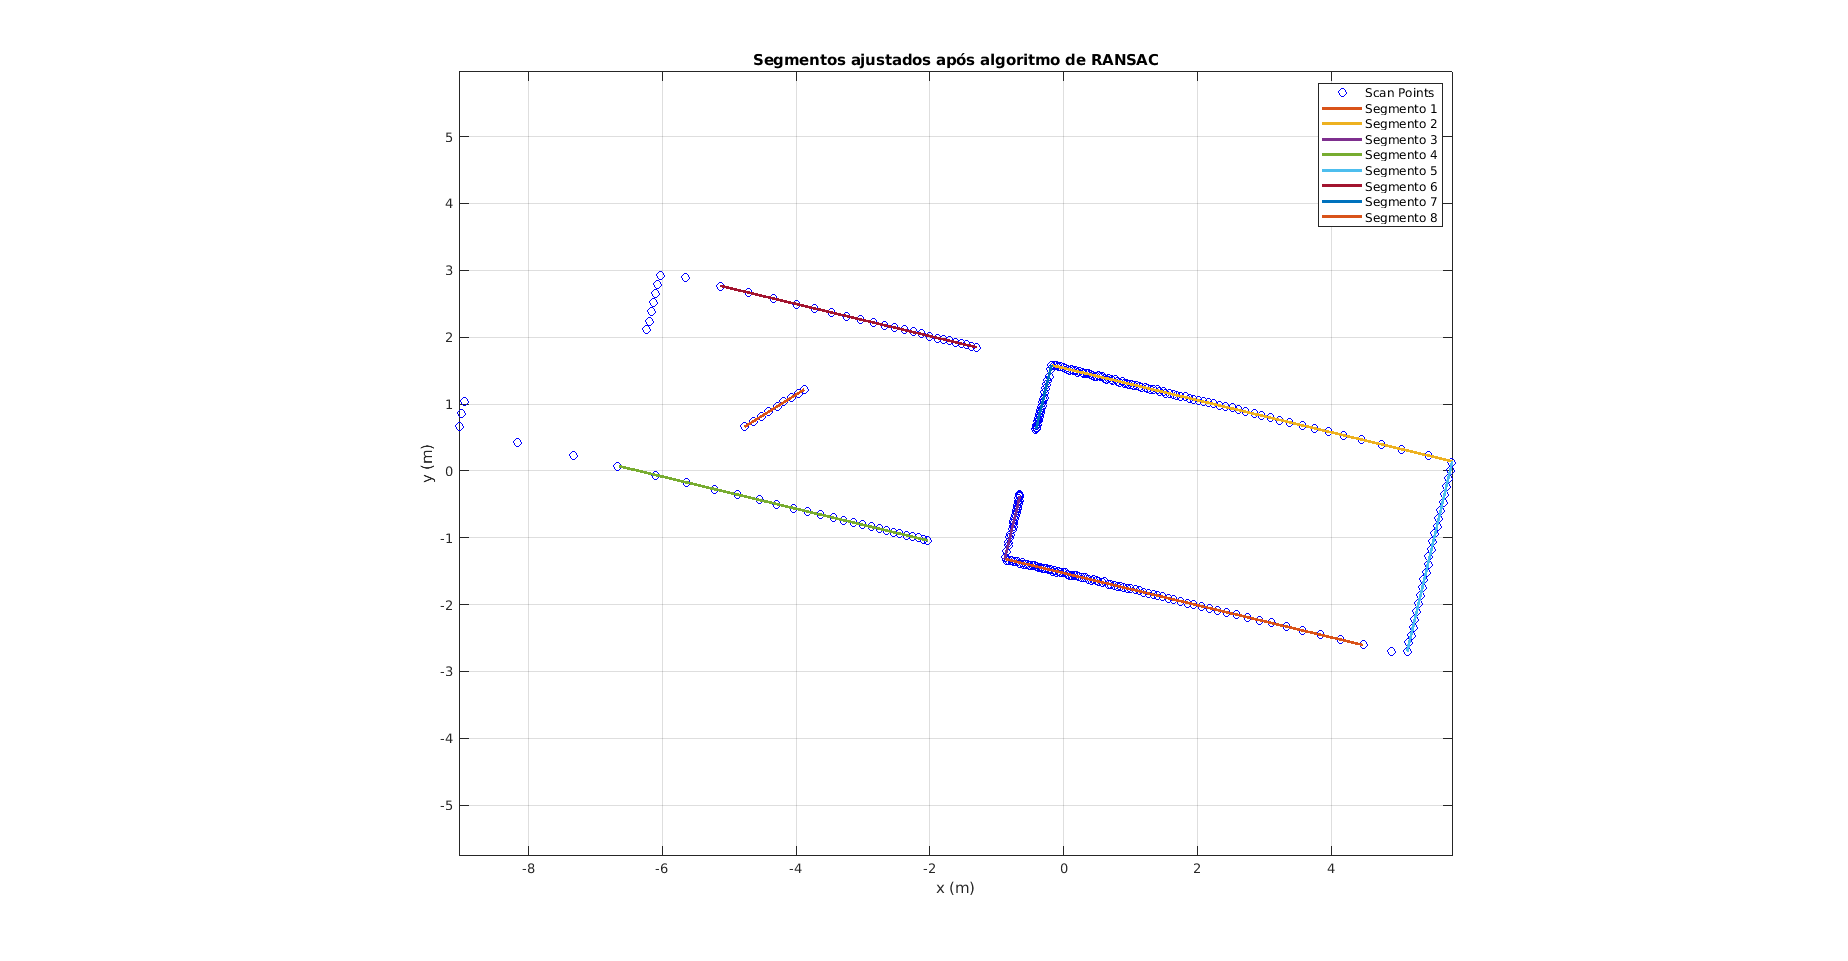 Segmentos ajustados após algoritmo de RANSAC
Scan Points
Segmento 1
Segmento 2
Segmento 3
Segmento 4
Segmento 5
Segmento 6
Segmento 7
Segmento 8
5
4
3
2
1
0
-1
-2
-3
-4
-5
y (m)
-8
-6
-4
-2
0
2
4
x (m)